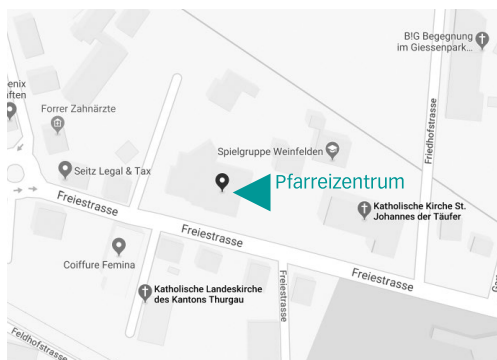 B!G Begegnung
im Giessenpark...
enix
ften
Forrer Zahnärzte
Friedhofstrasse
Spielgruppe Weinfelden
Seitz Legal & Tax
Pfarreizentrum
Freiestrasse
Katholische Kirche St.
Johannes der Täufer
Freiestrasse
Coiffure Femina
Freiestrasse
Freiestrasse
Katholische Landeskirche
des Kantons Thurgau
Feldhofstrasse